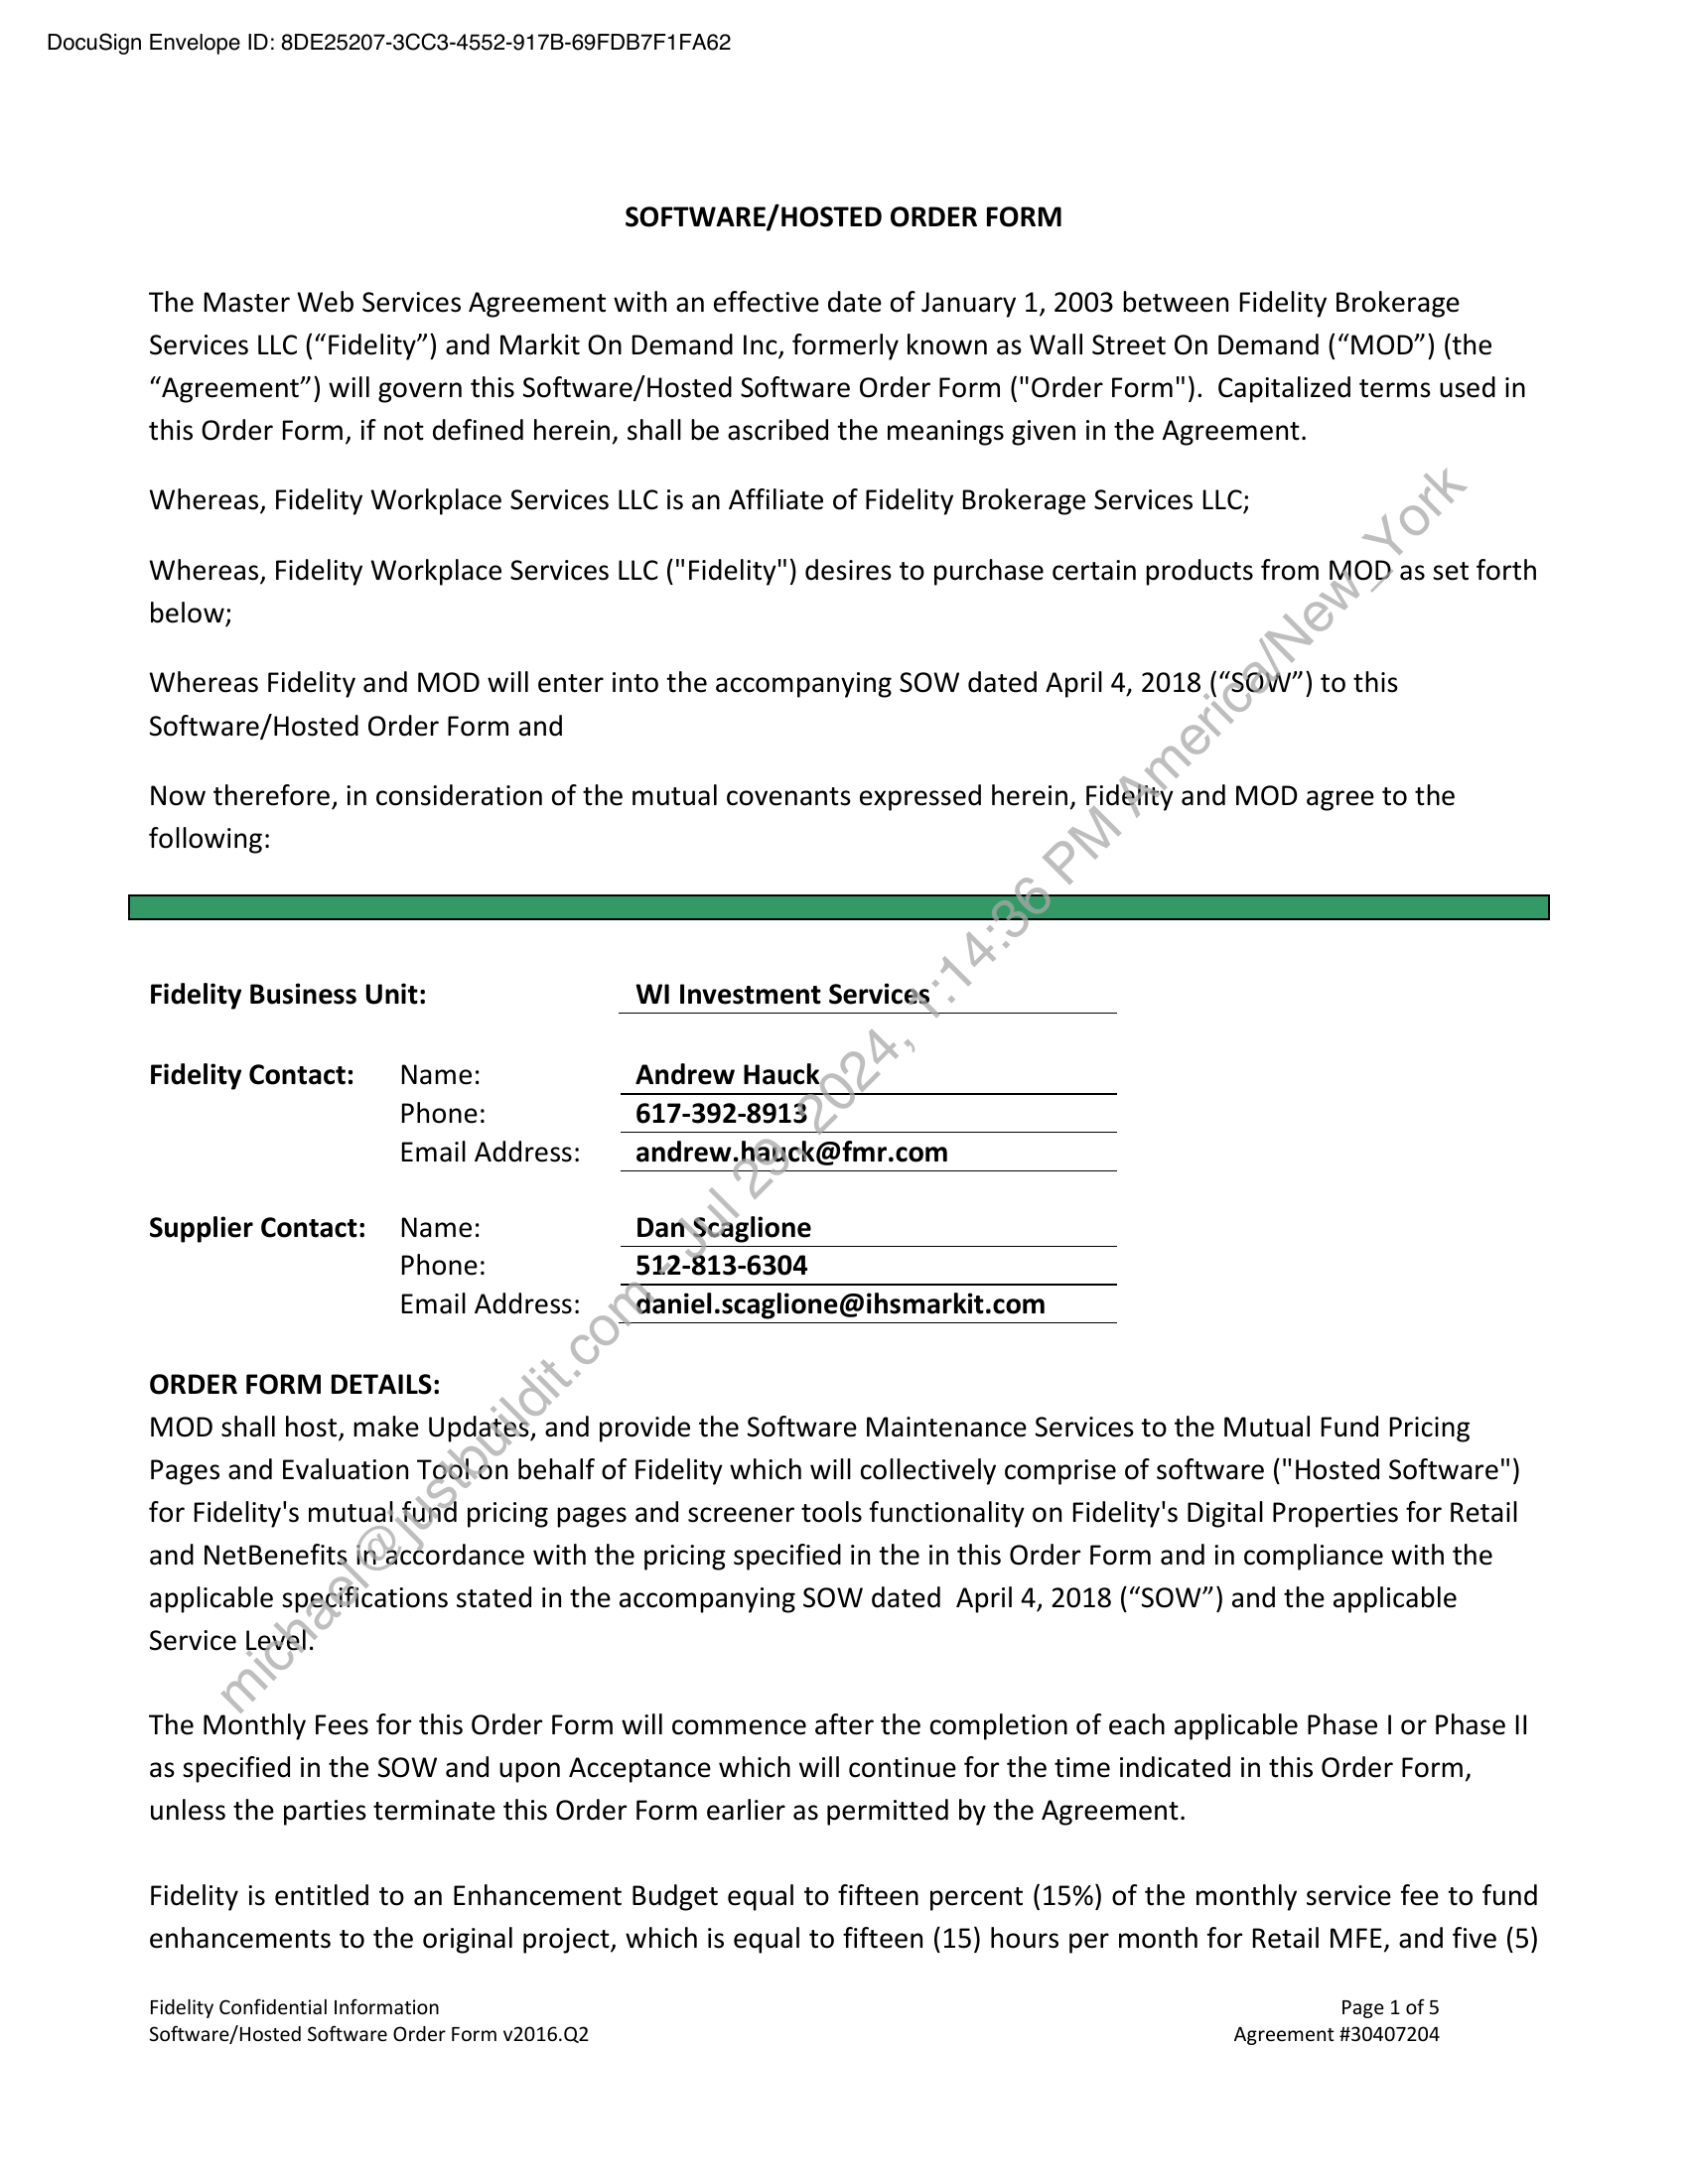 DocuSign Envelope ID: 8DE25207-3CC3-4552-917B-69FDB7F1FA62
SOFTWARE/HOSTED ORDER FORM
The Master Web Services Agreement with an effective date of January 1, 2003 between Fidelity Brokerage
Services LLC (“Fidelity”) and Markit On Demand Inc, formerly known as Wall Street On Demand (“MOD”) (the
“Agreement”) will govern this Software/Hosted Software Order Form ("Order Form").  Capitalized terms used in
this Order Form, if not defined herein, shall be ascribed the meanings given in the Agreement.
Whereas, Fidelity Workplace Services LLC is an Affiliate of Fidelity Brokerage Services LLC;
Whereas, Fidelity Workplace Services LLC ("Fidelity") desires to purchase certain products from MOD as set forth
below;
Whereas Fidelity and MOD will enter into the accompanying SOW dated April 4, 2018 (“SOW”) to this
Software/Hosted Order Form and
Now therefore, in consideration of the mutual covenants expressed herein, Fidelity and MOD agree to the
following:
Fidelity Business Unit: WI Investment Services
Fidelity Contact: Name: Andrew Hauck
Phone: 617-392-8913
Email Address: andrew.hauck@fmr.com
Supplier Contact: Name: Dan Scaglione
Phone: 512-813-6304
Email Address: daniel.scaglione@ihsmarkit.com
ORDER FORM DETAILS:
MOD shall host, make Updates, and provide the Software Maintenance Services to the Mutual Fund Pricing
Pages and Evaluation Tool on behalf of Fidelity which will collectively comprise of software ("Hosted Software")
for Fidelity's mutual fund pricing pages and screener tools functionality on Fidelity's Digital Properties for Retail
and NetBenefits in accordance with the pricing specified in the in this Order Form and in compliance with the
applicable specifications stated in the accompanying SOW dated  April 4, 2018 (“SOW”) and the applicable
Service Level.
The Monthly Fees for this Order Form will commence after the completion of each applicable Phase I or Phase II
as specified in the SOW and upon Acceptance which will continue for the time indicated in this Order Form,
unless the parties terminate this Order Form earlier as permitted by the Agreement.
Fidelity is entitled to an Enhancement Budget equal to fifteen percent (15%) of the monthly service fee to fund
enhancements to the original project, which is equal to fifteen (15) hours per month for Retail MFE, and five (5)
Fidelity Confidential Information Page 1 of 5
Software/Hosted Software Order Form v2016.Q2 Agreement #30407204
michael@justbuildit.com - Jul 29, 2024, 1:14:36 PM America/New_York